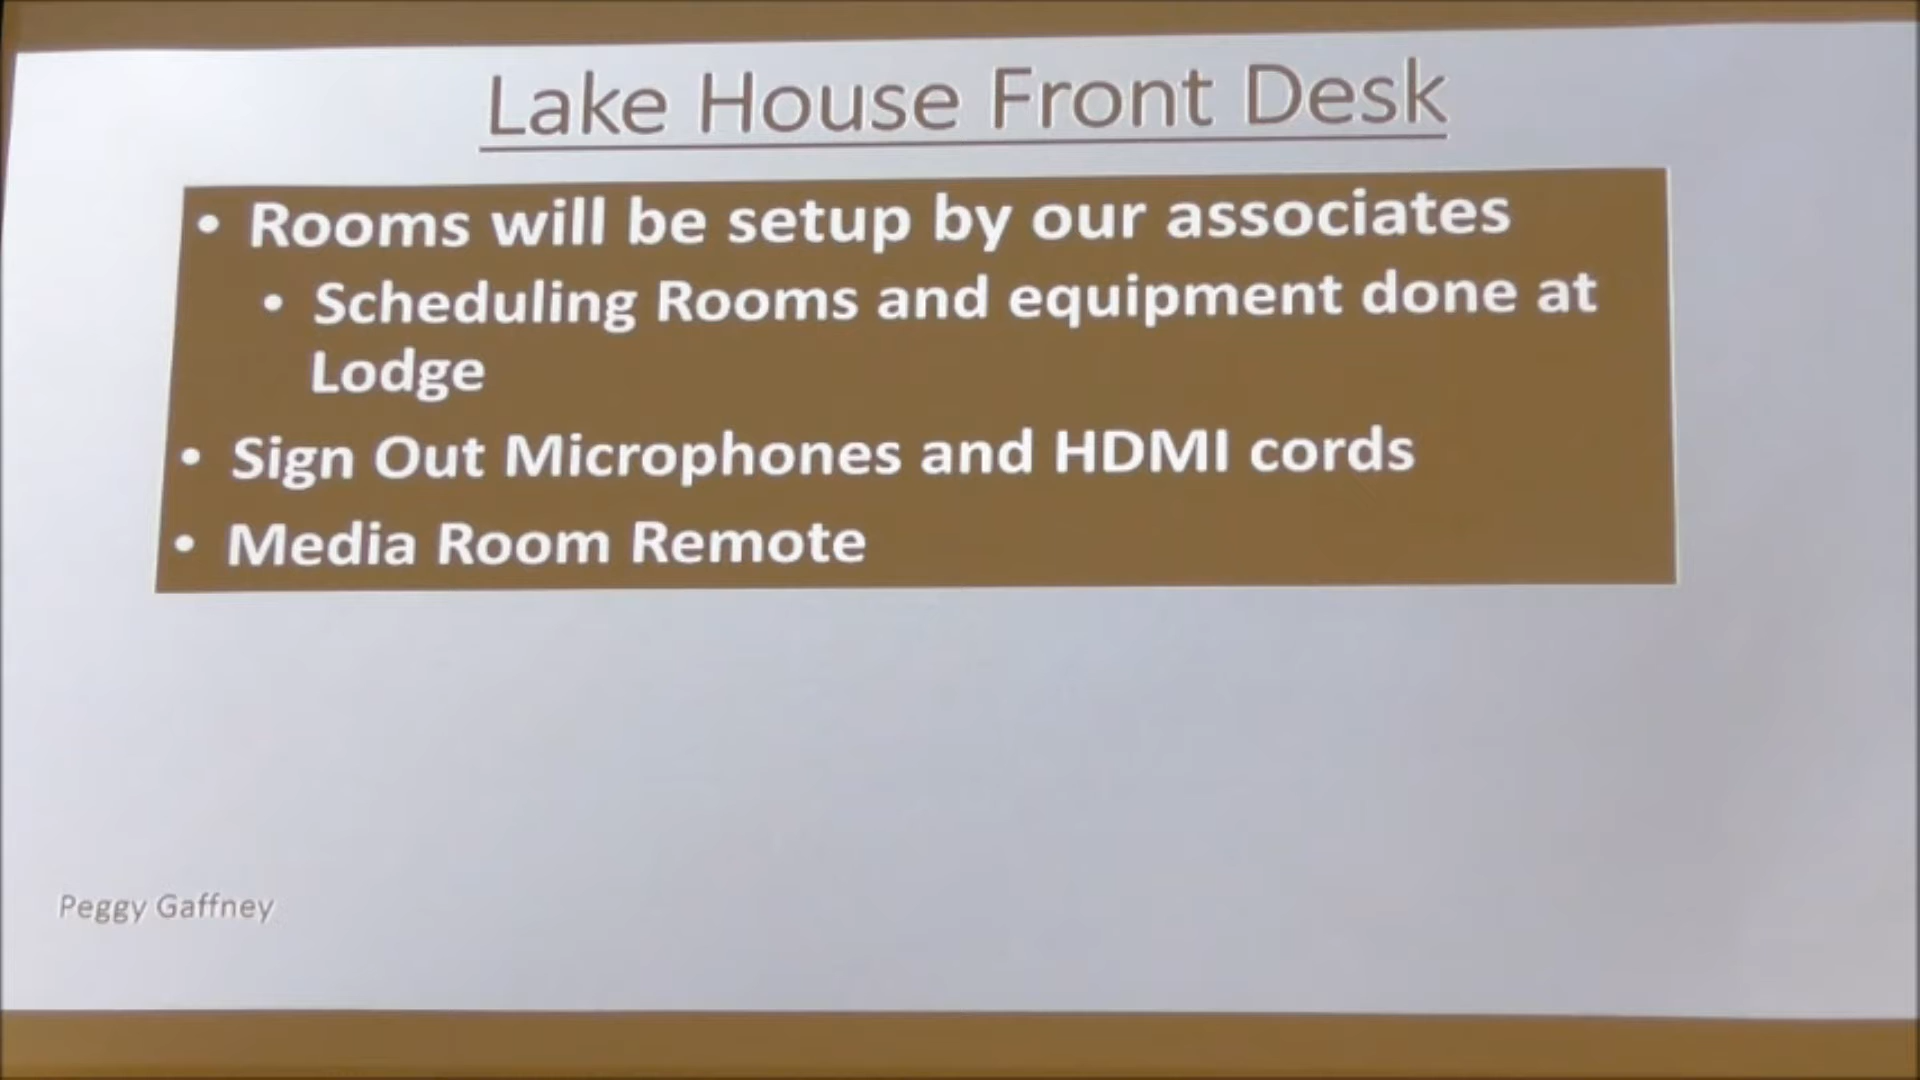 Lake House Front Desk
• Rooms will be setup by our associates
• Scheduling Rooms and equipment done at
Lodge
• Sign Out Microphones and HDMI cords
• Media Room Remote
Peggy Gaffney